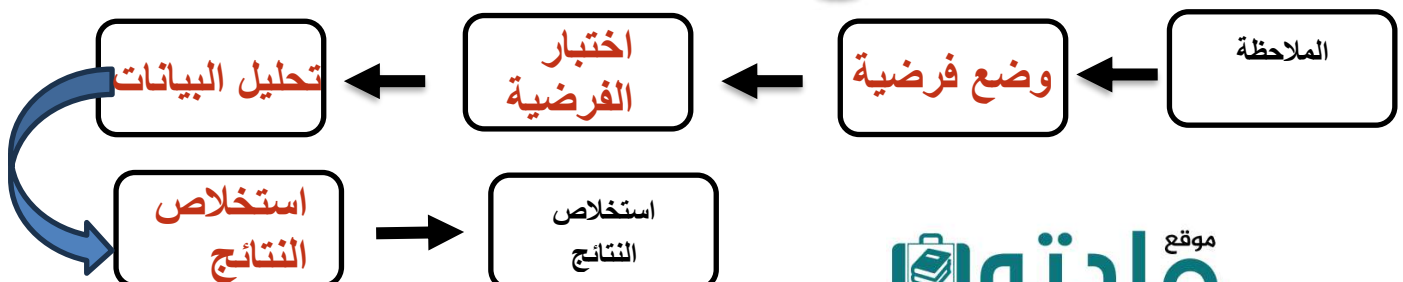 الملاحظة
وضع فرضية
اختبار
الفرضية
تحليل البيانات
استخلاص
النتائج
استخلاص
النتائج
موقع